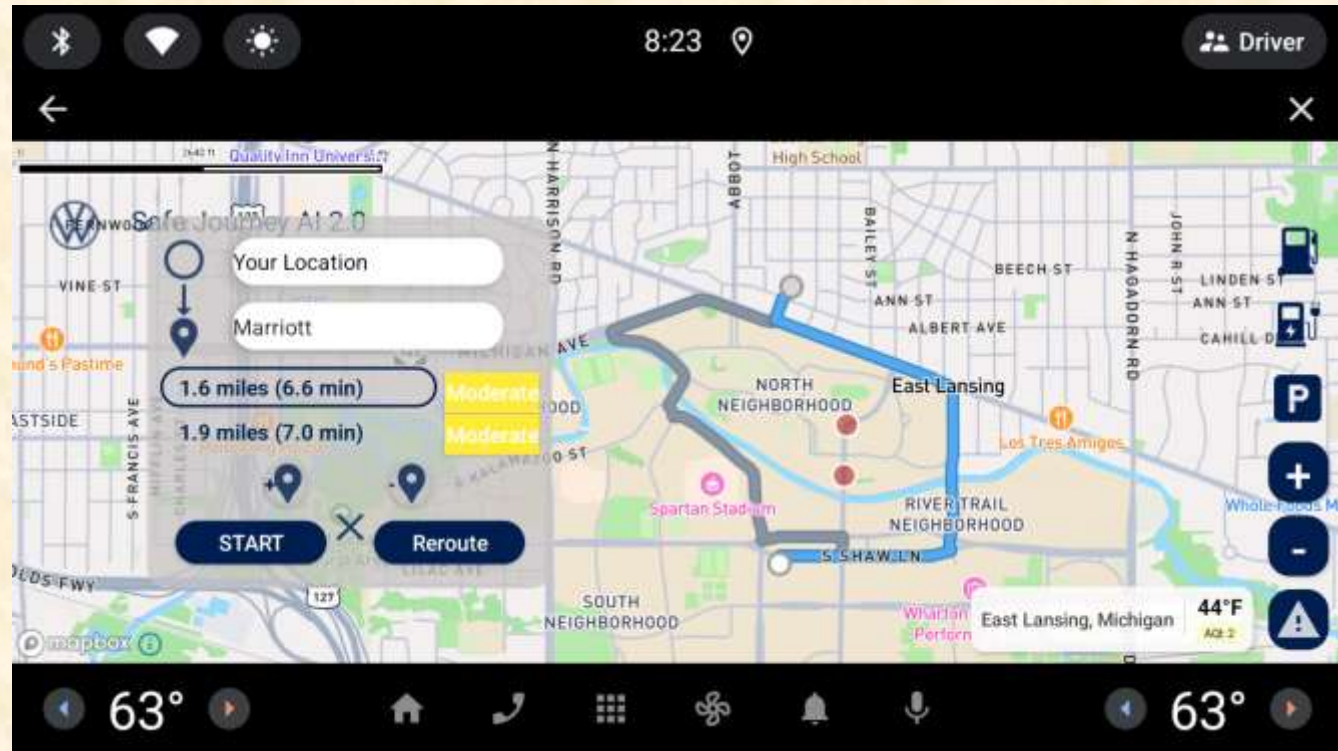 8:23
Driver
Quality Inn Universit
High School
N HARRISON RD
ABBOT
BAILEY ST
JOHN R ST
N HAGADORN RD
Safe Journey AI 2.0
Your Location
VINE ST
BEECH ST
LINDEN ST
ANN ST
ANN ST
Marriott
ALBERT AVE
CAHILL D
MICHIGAN AVE
1.6 miles (6.6 min)
Moderate
NORTH
NEIGHBORHOOD
East Lansing
P
1.9 miles (7.0 min)
Moderate
S FRANCIS AVE
Los Tres Amigos
S KALAMAZOO ST
+
-
Spartan Stadium
RIVER TRAIL
NEIGHBORHOOD
+
START
Reroute
S SHAW LN
-
127
SOUTH
NEIGHBORHOOD
East Lansing, Michigan
44°F
AQI: 2
mapbox
63°
63°